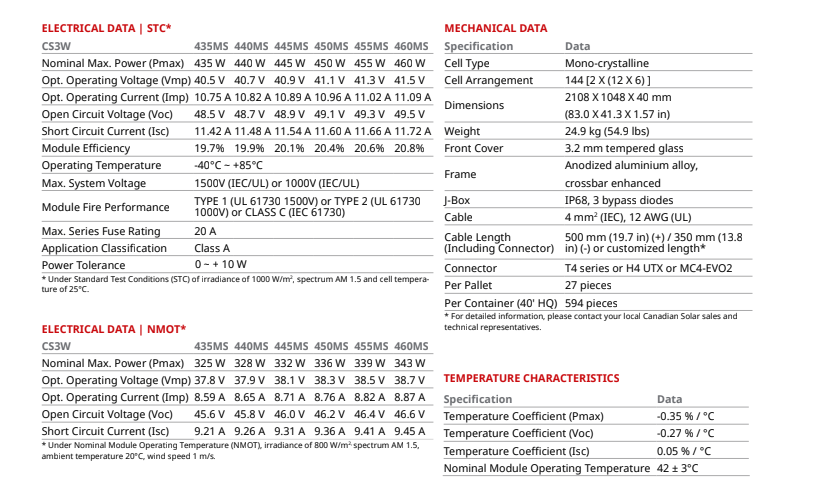 ELECTRICAL DATA | STC*
CS3W 435MS 440MS 445MS 450MS 455MS 460MS
Nominal Max. Power (Pmax) 435 W 440 W 445 W 450 W 455 W 460 W
Opt. Operating Voltage (Vmp) 40.5 V 40.7 V 40.9 V 41.1 V 41.3 V 41.5 V
Opt. Operating Current (Imp) 10.75 A 10.82 A 10.89 A 10.96 A 11.02 A 11.09 A
Open Circuit Voltage (Voc) 48.5 V 48.7 V 48.9 V 49.1 V 49.3 V 49.5 V
Short Circuit Current (Isc) 11.42 A 11.48 A 11.54 A 11.60 A 11.66 A 11.72 A
Module Efficiency 19.7% 19.9% 20.1% 20.4% 20.6% 20.8%
Operating Temperature -40°C ~ +85°C
Max. System Voltage 1500V (IEC/UL) or 1000V (IEC/UL)
Module Fire Performance TYPE 1 (UL 61730 1500V) or TYPE 2 (UL 61730
1000V) or CLASS C (IEC 61730)
Max. Series Fuse Rating 20 A
Application Classification Class A
Power Tolerance 0 ~ + 10 W
* Under Standard Test Conditions (STC) of irradiance of 1000 W/m², spectrum AM 1.5 and cell tempera-
ture of 25°C.
ELECTRICAL DATA | NMOT*
CS3W 435MS 440MS 445MS 450MS 455MS 460MS
Nominal Max. Power (Pmax) 325 W 328 W 332 W 336 W 339 W 343 W
Opt. Operating Voltage (Vmp) 37.8 V 37.9 V 38.1 V 38.3 V 38.5 V 38.7 V
Opt. Operating Current (Imp) 8.59 A 8.65 A 8.71 A 8.76 A 8.82 A 8.87 A
Open Circuit Voltage (Voc) 45.6 V 45.8 V 46.0 V 46.2 V 46.4 V 46.6 V
Short Circuit Current (Isc) 9.21 A 9.26 A 9.31 A 9.36 A 9.41 A 9.45 A
* Under Nominal Module Operating Temperature (NMOT), irradiance of 800 W/m², spectrum AM 1.5,
ambient temperature 20°C, wind speed 1 m/s.
MECHANICAL DATA
Specification Data
Cell Type Mono-crystalline
Cell Arrangement 144 [2 X (12 X 6) ]
Dimensions 2108 X 1048 X 40 mm
(83.0 X 41.3 X 1.57 in)
Weight 24.9 kg (54.9 lbs)
Front Cover 3.2 mm tempered glass
Frame Anodized aluminium alloy,
crossbar enhanced
J-Box IP68, 3 bypass diodes
Cable 4 mm² (IEC), 12 AWG (UL)
Cable Length 500 mm (19.7 in) (+) / 350 mm (13.8
(Including Connector) in) (-) or customized length*
Connector T4 series or H4 UTX or MC4-EVO2
Per Pallet 27 pieces
Per Container (40' HQ) 594 pieces
* For detailed information, please contact your local Canadian Solar sales and
technical representatives.
TEMPERATURE CHARACTERISTICS
Specification Data
Temperature Coefficient (Pmax) -0.35 % / °C
Temperature Coefficient (Voc) -0.27 % / °C
Temperature Coefficient (Isc) 0.05 % / °C
Nominal Module Operating Temperature 42 ± 3°C